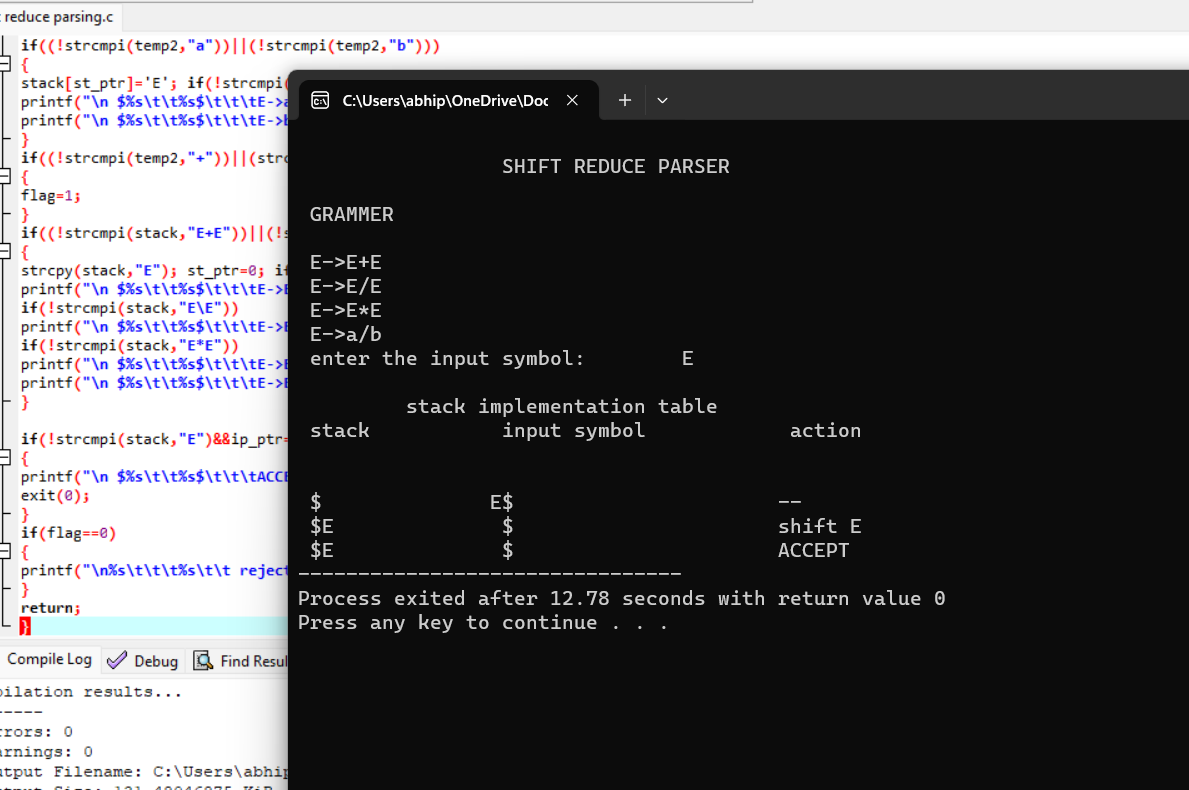 reduce parsing.c
if((!strcmpi(temp2,"a"))||(!strcmpi(temp2,"b")))
{
stack[st_ptr]='E'; if(!strcmpi(
printf("\n $%s\t\t%s$\t\t\tE->a
printf("\n $%s\t\t%s$\t\t\tE->b
}
if((!strcmpi(temp2,"+"))||(strc
{
flag=1;
}
if((!strcmpi(stack,"E+E"))||(!s
{
strcpy(stack,"E"); st_ptr=0; if
printf("\n $%s\t\t%s$\t\t\tE->E
if(!strcmpi(stack,"E\E"))
printf("\n $%s\t\t%s$\t\t\tE->E
if(!strcmpi(stack,"E*E"))
printf("\n $%s\t\t%s$\t\t\tE->E
printf("\n $%s\t\t%s$\t\t\tE->E
}
if(!strcmpi(stack,"E")&&ip_ptr=
{
printf("\n $%s\t\t%s$\t\t\tACCE
exit(0);
}
if(flag==0)
{
printf("\n%s\t\t\t%s\t\t reject
}
return;
}
Compile Log Debug Find Resul
ilation results...
------
rrors: 0
arnings: 0
utput Filename: C:\Users\abhip
C:\Users\abhip\OneDrive\Doc
SHIFT REDUCE PARSER
GRAMMER
E->E+E
E->E/E
E->E*E
E->a/b
enter the input symbol: E
stack implementation table
stack input symbol action
$ E$ --
$E $ shift E
$E $ ACCEPT
--------------------------------
Process exited after 12.78 seconds with return value 0
Press any key to continue . . .